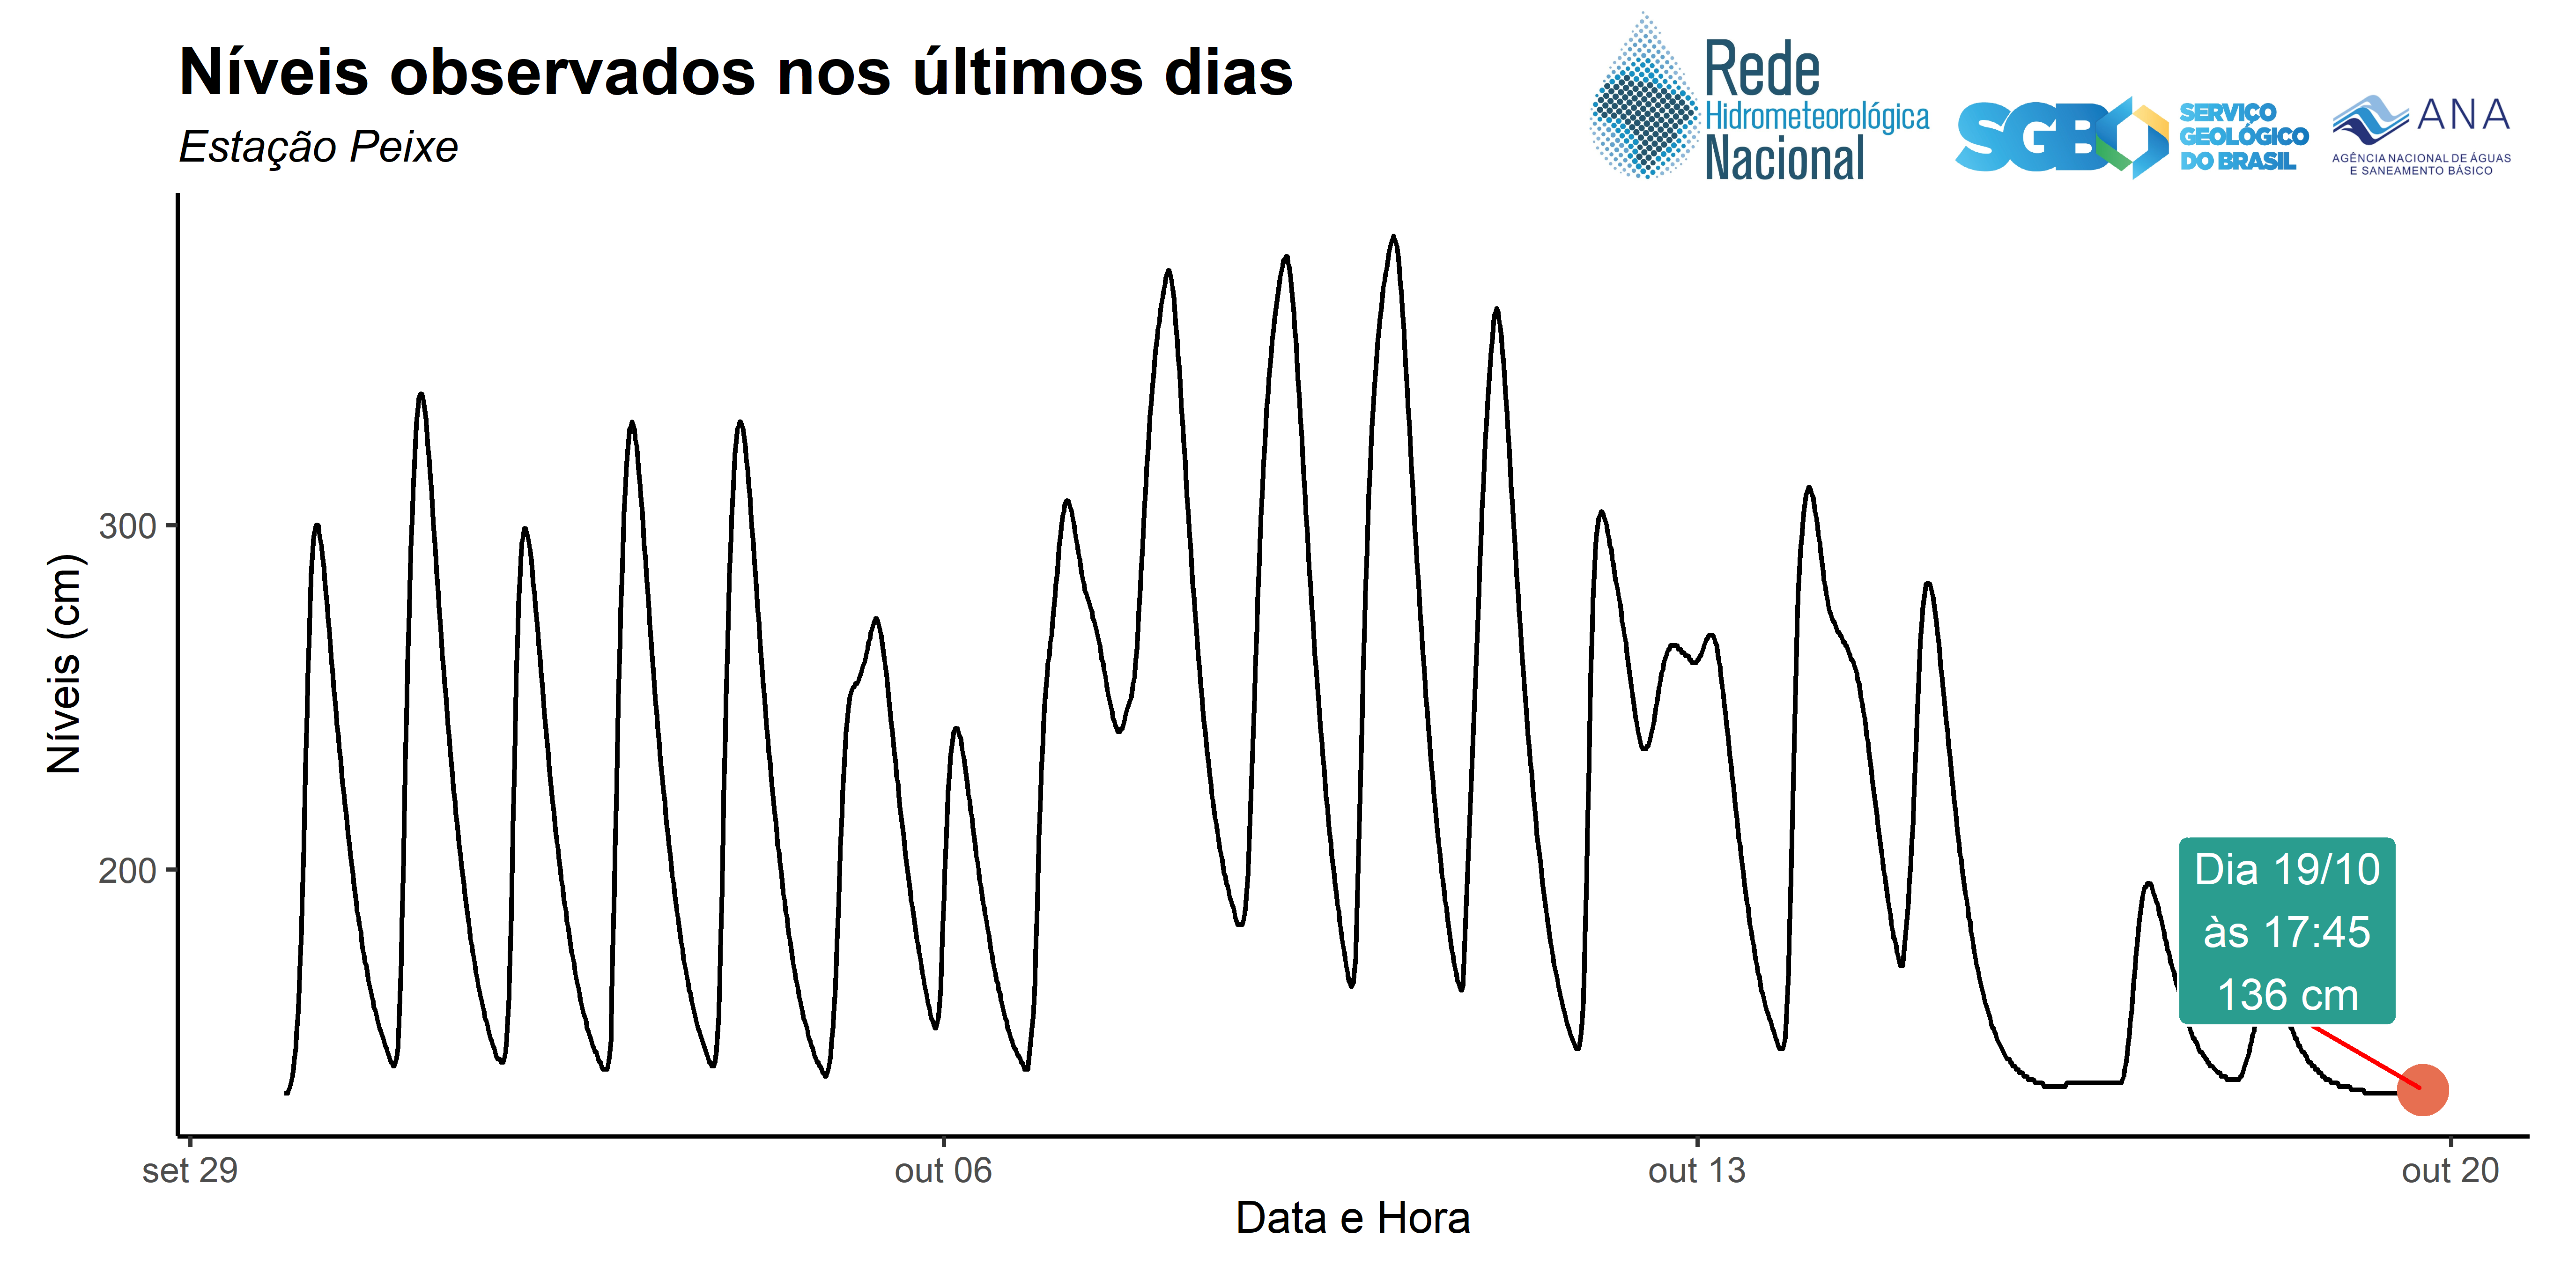 Níveis observados nos últimos dias
Estação Peixe
Rede
Hidrometeorológica
Nacional
SGB
SERVIÇO
GEOLÓGICO
DO BRASIL
ANA
AGÊNCIA NACIONAL DE ÁGUAS
E SANEAMENTO BÁSICO
Níveis (cm)
300
200
Dia 19/10
às 17:45
136 cm
set 29
out 06
out 13
out 20
Data e Hora